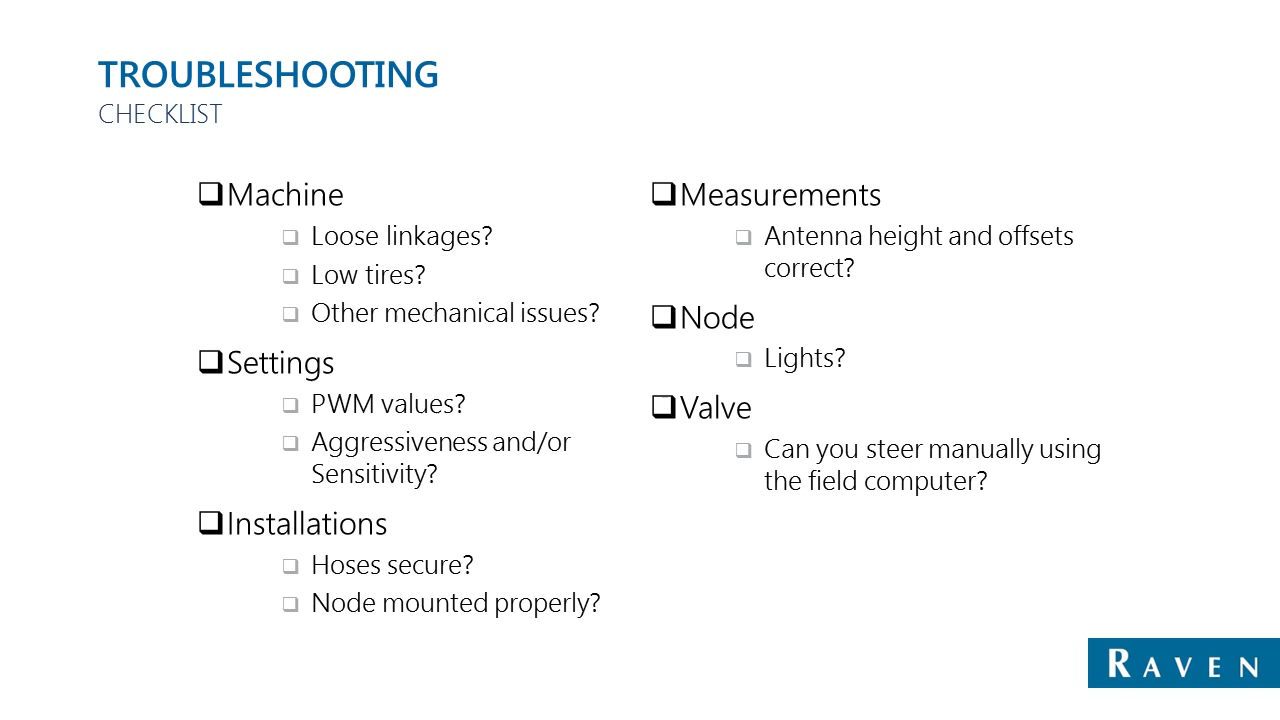 TROUBLESHOOTING
CHECKLIST
Machine
Loose linkages?
Low tires?
Other mechanical issues?
Settings
PWM values?
Aggressiveness and/or
Sensitivity?
Installations
Hoses secure?
Node mounted properly?
Measurements
Antenna height and offsets
correct?
Node
Lights?
Valve
Can you steer manually using
the field computer?
RAVEN